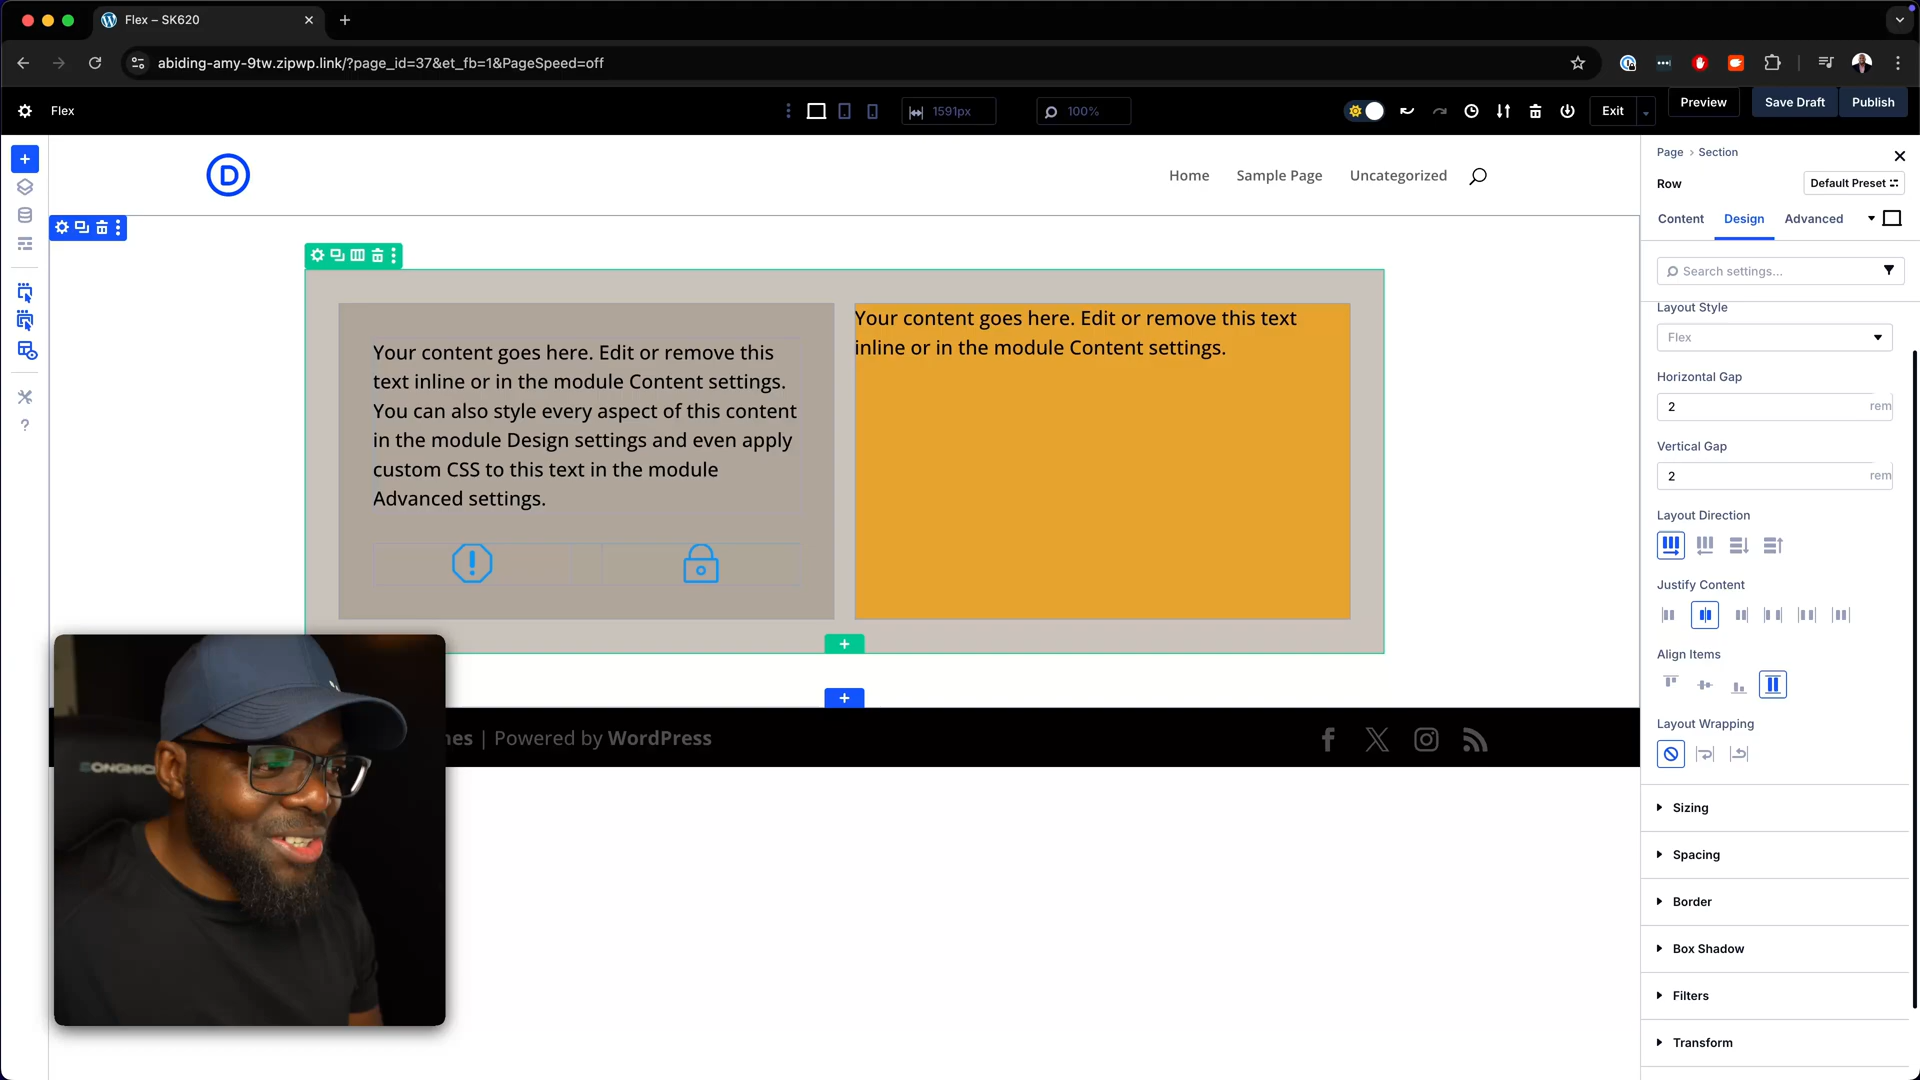 Flex – SK620
abiding-amy-9tw.zipwp.link/?page_id=37&et_fb=1&PageSpeed=off
Flex
1591px
100%
Exit
Preview
Save Draft
Publish
D
Home
Sample Page
Uncategorized
Your content goes here. Edit or remove this
text inline or in the module Content settings.
You can also style every aspect of this content
in the module Design settings and even apply
custom CSS to this text in the module
Advanced settings.
Your content goes here. Edit or remove this text
inline or in the module Content settings.
nes | Powered by WordPress
Page › Section
Row
Default Preset
Content
Design
Advanced
Search settings...
Layout Style
Flex
Horizontal Gap
2 rem
Vertical Gap
2 rem
Layout Direction
Justify Content
Align Items
Layout Wrapping
Sizing
Spacing
Border
Box Shadow
Filters
Transform